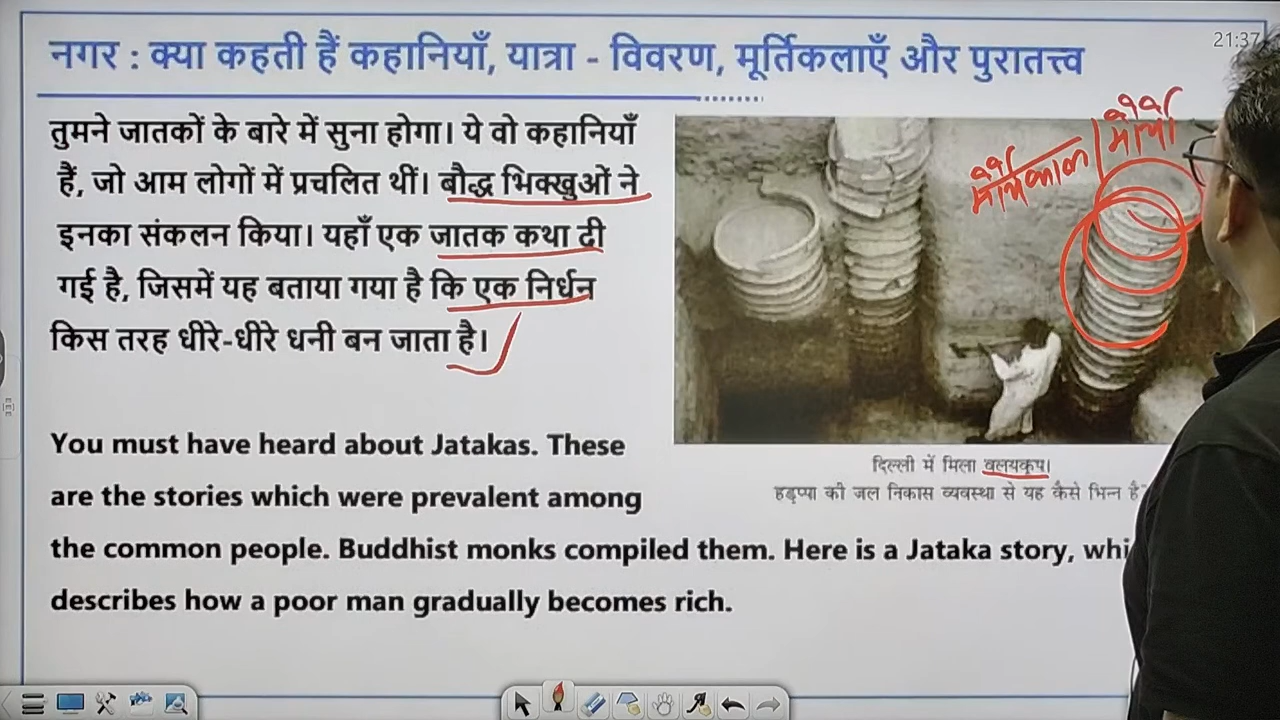 21:37
नगर : क्या कहती हैं कहानियाँ, यात्रा - विवरण, मूर्तिकलाएँ और पुरातत्त्व
तुमने जातकों के बारे में सुना होगा। ये वो कहानियाँ
हैं, जो आम लोगों में प्रचलित थीं। बौद्ध भिक्खुओं ने
इनका संकलन किया। यहाँ एक जातक कथा दी
गई है, जिसमें यह बताया गया है कि एक निर्धन
किस तरह धीरे-धीरे धनी बन जाता है।
दिल्ली में मिला वलयकूप।
हड़प्पा की जल निकास व्यवस्था से यह कैसे भिन्न है
You must have heard about Jatakas. These
are the stories which were prevalent among
the common people. Buddhist monks compiled them. Here is a Jataka story,
describes how a poor man gradually becomes rich.